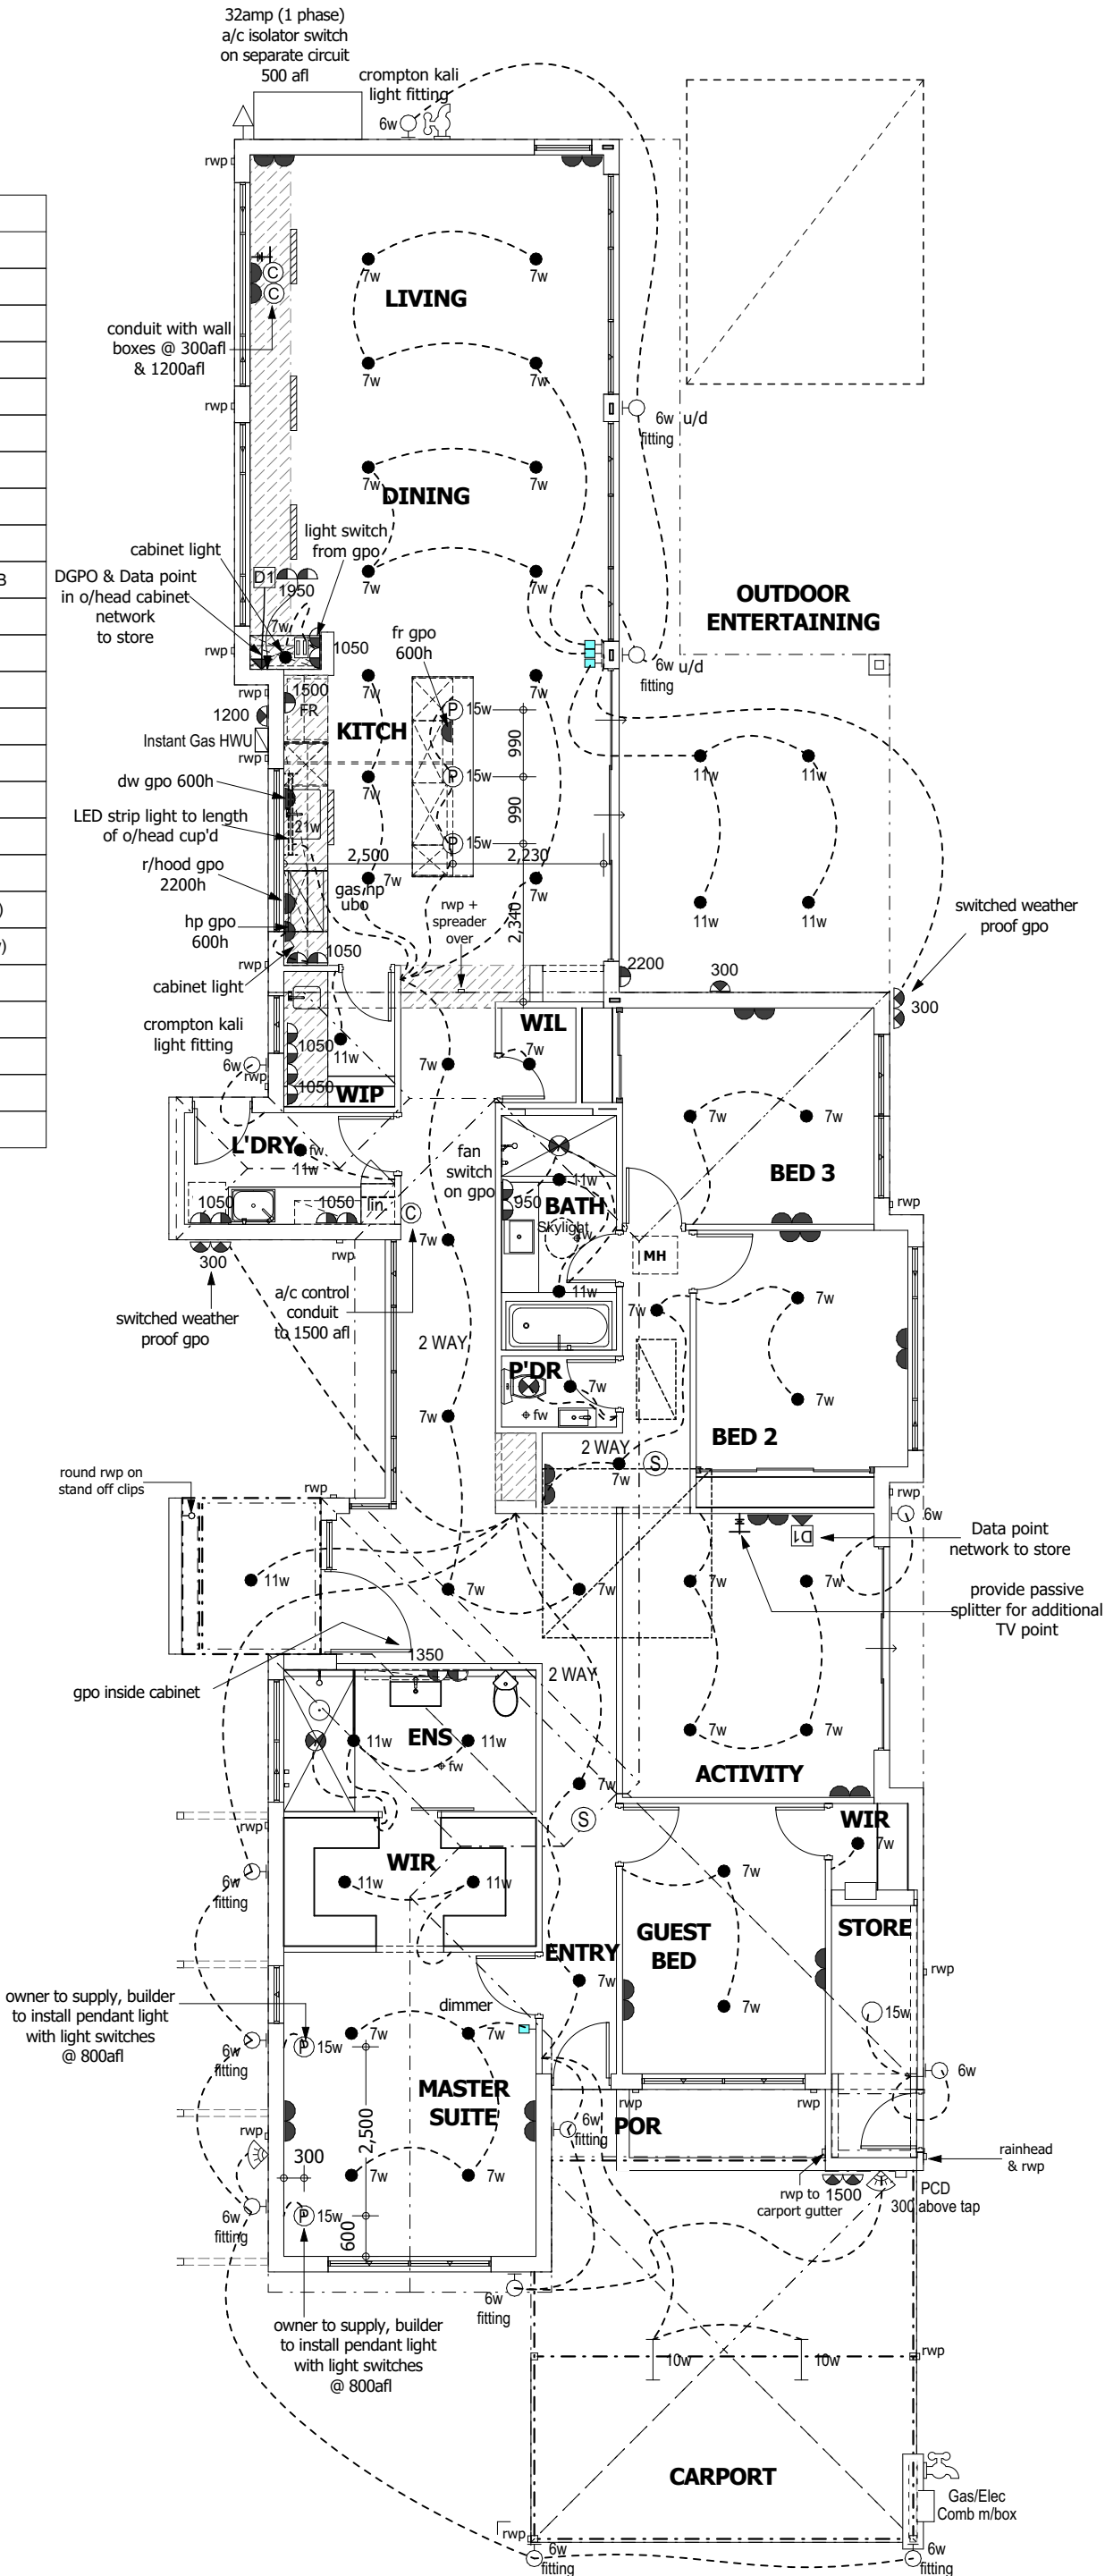 32amp (1 phase)
a/c isolator switch
on separate circuit
500 afl
crompton kali
light fitting
6w
rwp
7w
7w
LIVING
conduit with wall
boxes @ 300afl
& 1200afl
C
C
7w
7w
rwp
6w u/d
fitting
7w
7w
DINING
light switch
from gpo
cabinet light
DGPO & Data point
in o/head cabinet
network
to store
D1
1950
7w
7w
7w
1050
OUTDOOR
ENTERTAINING
3
fr gpo
600h
rwp
6w u/d
fitting
rwp
1500
FR
7w
7w
P 15w
1200
KITCH
Instant Gas HWU
rwp
990
11w
11w
dw gpo 600h
7w
P 15w
LED strip light to length
of o/head cup'd
21w
990
P 15w
2,500
2,230
r/hood gpo
2200h
gas hp
ubo
7w
7w
rwp +
spreader
over
2,340
11w
11w
)
switched weather
proof gpo
hp gpo
600h
)
1050
rwp
2200
300
300
cabinet light
crompton kali
light fitting
WIL
1050
11w
7w
7w
6w
rwp
1050
WIP
7w
7w
L'DRY
fw
11w
fan
switch
on gpo
11w
BED 3
1050
1050
lin
C
950
BATH
Skylight
fw
rwp
7w
rwp
300
MH
switched weather
proof gpo
a/c control
conduit
to 1500 afl
11w
7w
7w
2 WAY
P'DR
7w
7w
7w
fw
BED 2
2 WAY
S
7w
round rwp on
stand off clips
rwp
rwp
6w
D1
Data point
network to store
11w
7w
7w
7w
7w
provide passive
splitter for additional
TV point
1350
gpo inside cabinet
2 WAY
ENS
11w
11w
fw
7w
7w
ACTIVITY
7w
S
WIR
rwp
7w
WIR
11w
11w
7w
6w
fitting
GUEST
BED
STORE
ENTRY
7w
rwp
owner to supply, builder
to install pendant light
with light switches
@ 800afl
dimmer
7w
15w
6w
fitting
P 15w
7w
7w
6w
MASTER
SUITE
2,500
rwp
rwp
rwp
6w
fitting
POR
300
7w
7w
rainhead
& rwp
rwp to
carport gutter
1500
PCD
300 above tap
6w
fitting
P 15w
600
6w
fitting
owner to supply, builder
to install pendant light
with light switches
@ 800afl
10w
10w
rwp
CARPORT
Gas/Elec
Comb m/box
rwp
6w
fitting
6w
fitting